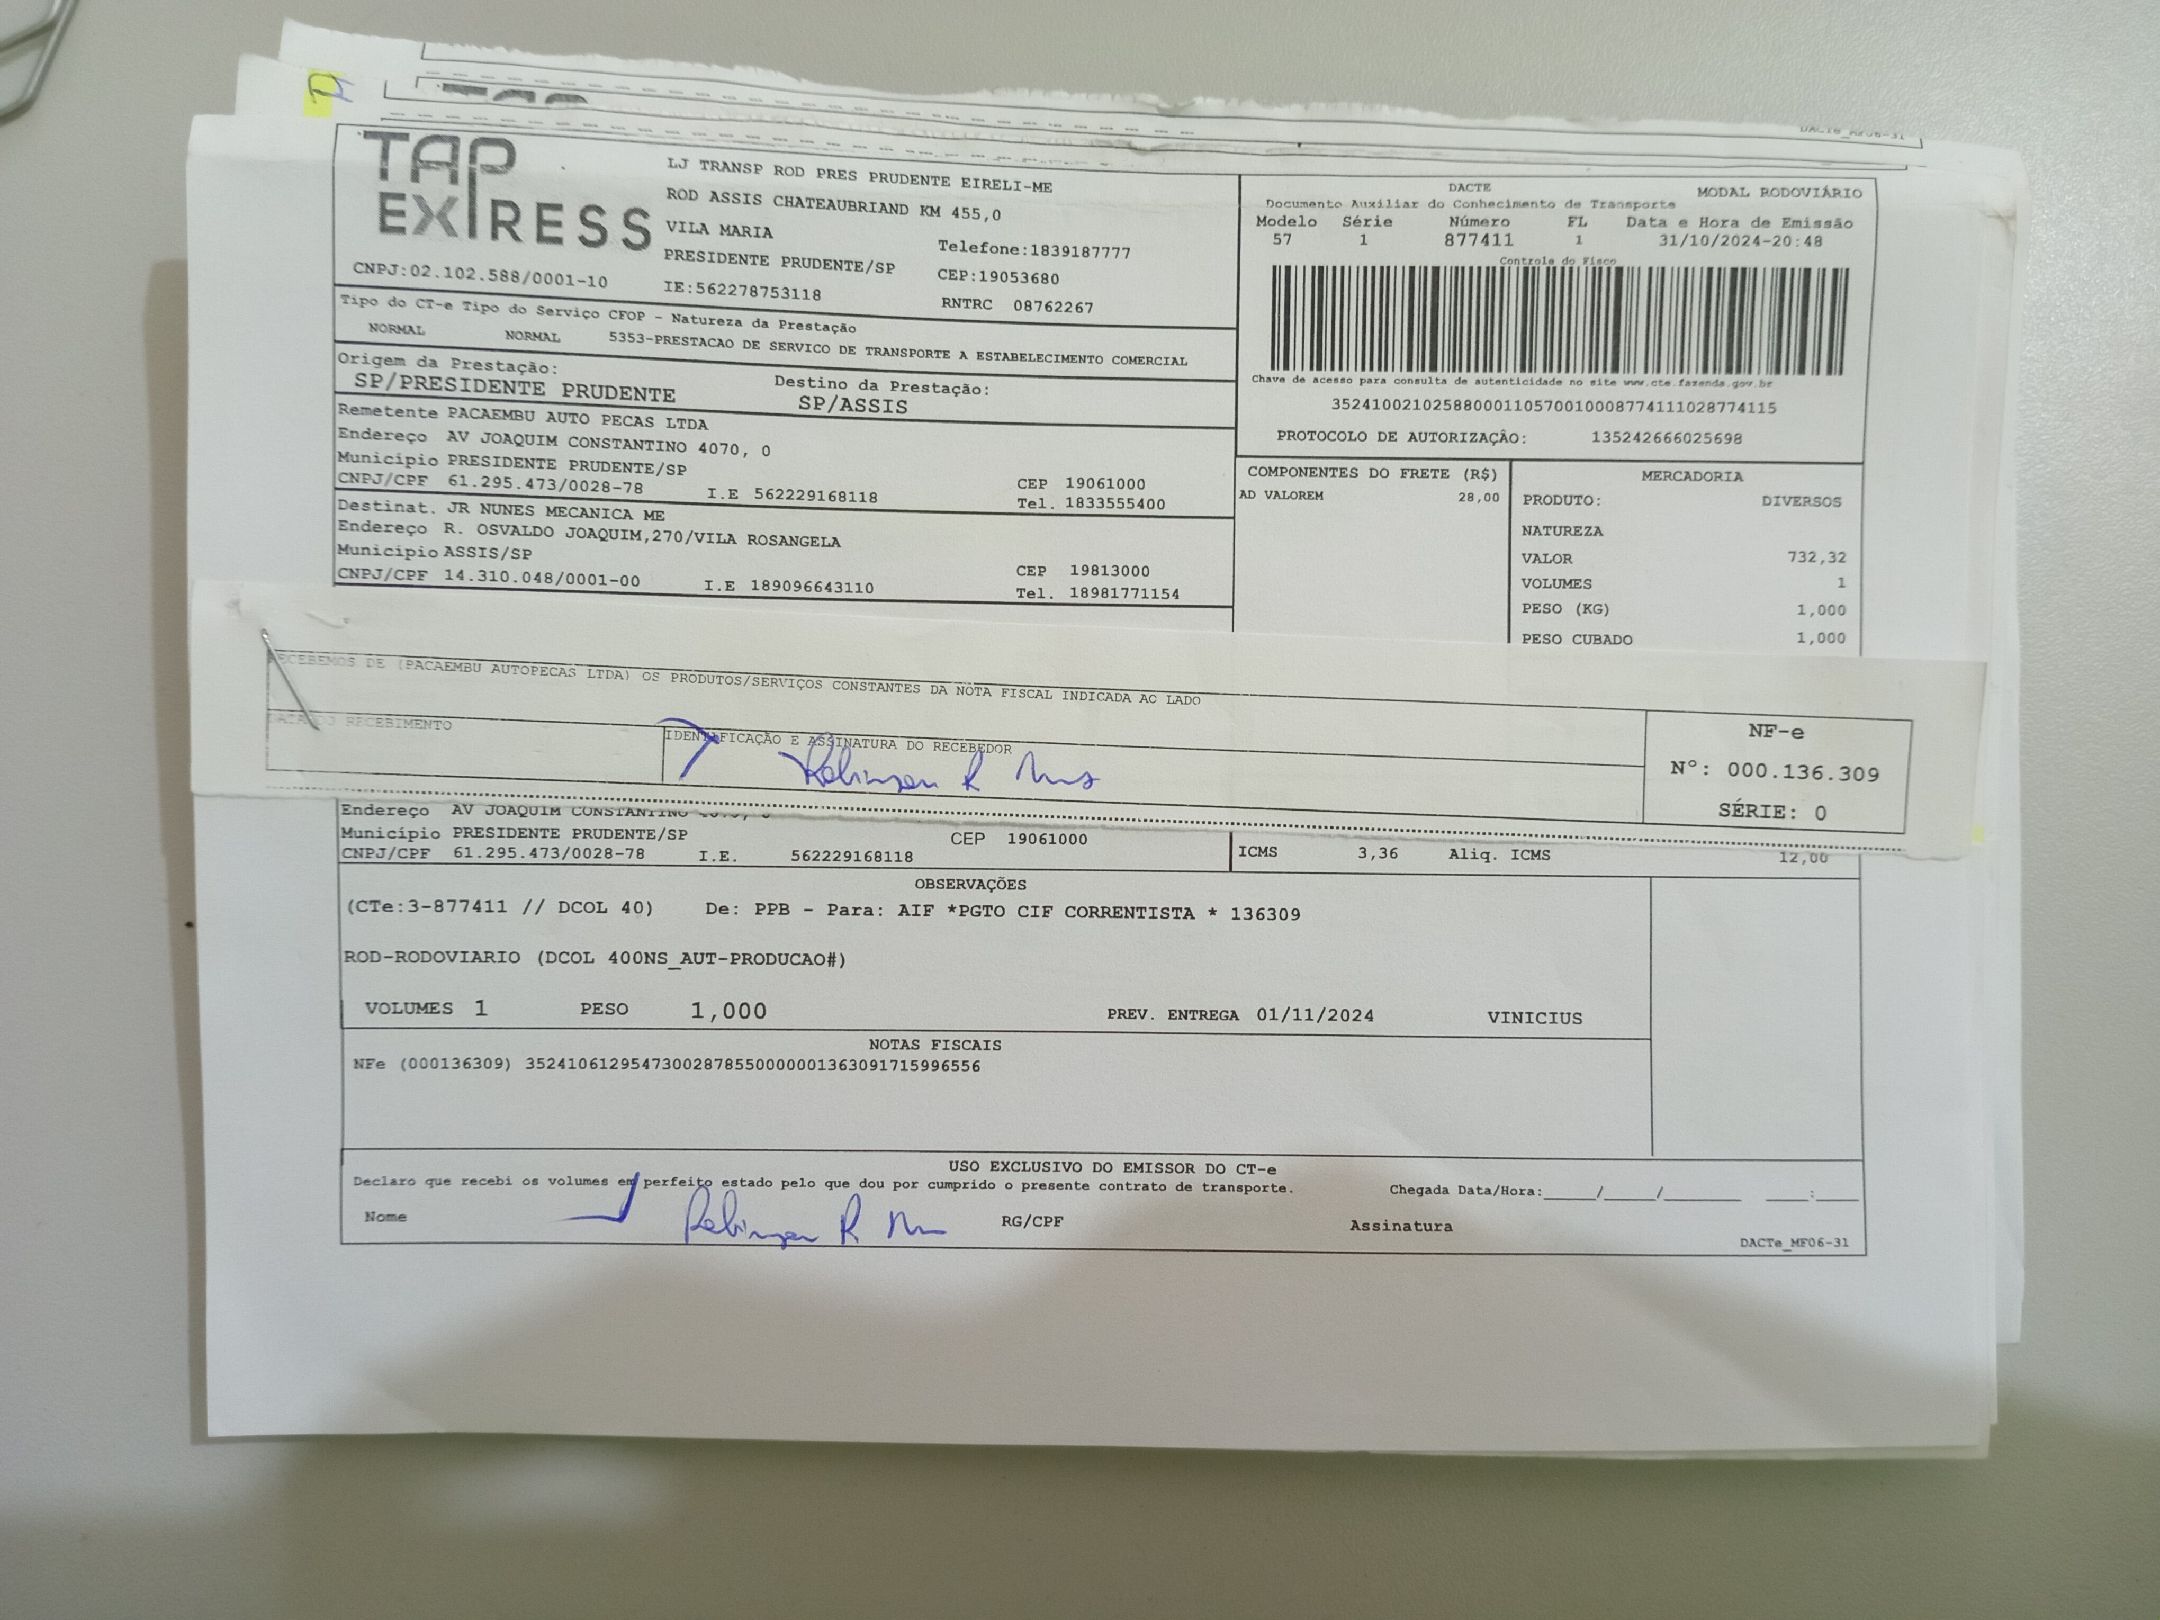 TAP
EXPRESS
CNPJ:02.102.588/0001-10
LJ TRANSP ROD PRES PRUDENTE EIRELI-ME
ROD ASSIS CHATEAUBRIAND KM 455,0
VILA MARIA
Telefone:1839187777
PRESIDENTE PRUDENTE/SP
CEP:19053680
IE:562278753118
RNTRC 08762267
DACTE MODAL RODOVIÁRIO
Documento Auxiliar do Conhecimento de Transporte
Modelo Série Número FL Data e Hora de Emissão
57 1 877411 1 31/10/2024-20:48
Controle do Fisco
Chave de acesso para consulta de autenticidade no site www.cte.fazenda.gov.br
35241002102588000110570010008774111028774115
PROTOCOLO DE AUTORIZAÇÃO: 135242666025698
Tipo do CT-e Tipo do Serviço CFOP - Natureza da Prestação
NORMAL NORMAL 5353-PRESTACAO DE SERVICO DE TRANSPORTE A ESTABELECIMENTO COMERCIAL
Origem da Prestação: Destino da Prestação:
SP/PRESIDENTE PRUDENTE SP/ASSIS
Remetente PACAEMBU AUTO PECAS LTDA
Endereço AV JOAQUIM CONSTANTINO 4070, 0
Município PRESIDENTE PRUDENTE/SP CEP 19061000
CNPJ/CPF 61.295.473/0028-78 I.E 562229168118 Tel. 1833555400
Destinat. JR NUNES MECANICA ME
Endereço R. OSVALDO JOAQUIM,270/VILA ROSANGELA
Município ASSIS/SP CEP 19813000
CNPJ/CPF 14.310.048/0001-00 I.E 189096643110 Tel. 18981771154
COMPONENTES DO FRETE (R$)
AD VALOREM 28,00
MERCADORIA
PRODUTO: DIVERSOS
NATUREZA
VALOR 732,32
VOLUMES 1
PESO (KG) 1,000
PESO CUBADO 1,000
RECEBEMOS DE (PACAEMBU AUTOPECAS LTDA) OS PRODUTOS/SERVIÇOS CONSTANTES DA NOTA FISCAL INDICADA AO LADO
DATA DO RECEBIMENTO
IDENTIFICAÇÃO E ASSINATURA DO RECEBEDOR
NF-e
N°: 000.136.309
SÉRIE: 0
Endereço AV JOAQUIM CONSTANTINO 4070, 0
Município PRESIDENTE PRUDENTE/SP CEP 19061000
CNPJ/CPF 61.295.473/0028-78 I.E. 562229168118
ICMS 3,36 Aliq. ICMS 12,00
OBSERVAÇÕES
(CTe:3-877411 // DCOL 40) De: PPB - Para: AIF *PGTO CIF CORRENTISTA * 136309
ROD-RODOVIARIO (DCOL 400NS_AUT-PRODUCAO#)
VOLUMES 1 PESO 1,000 PREV. ENTREGA 01/11/2024 VINICIUS
NOTAS FISCAIS
NFe (000136309) 35241061295473002878550000001363091715996556
USO EXCLUSIVO DO EMISSOR DO CT-e
Declaro que recebi os volumes em perfeito estado pelo que dou por cumprido o presente contrato de transporte. Chegada Data/Hora:____/____/______ ___:___
Nome RG/CPF Assinatura
DACTe_MF06-31